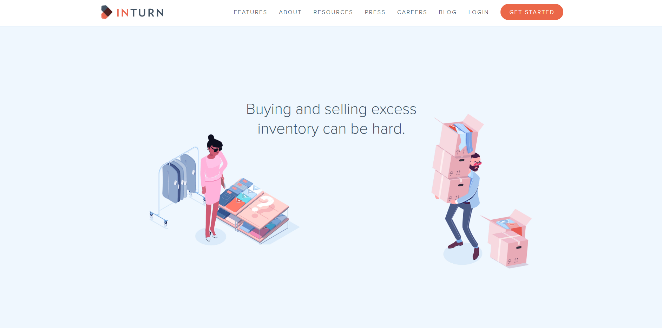 INTURN
FEATURES ABOUT RESOURCES PRESS CAREERS BLOG LOGIN GET STARTED
Buying and selling excess
inventory can be hard.
?